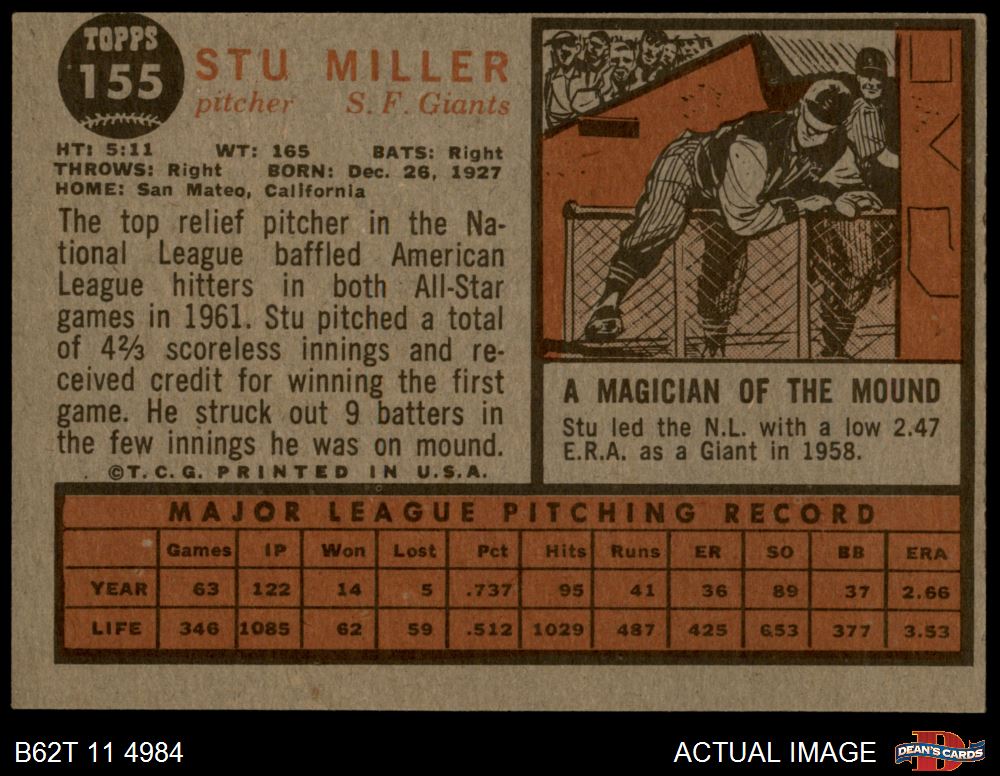 TOPPS
155
STU MILLER
pitcher S. F. Giants
HT: 5:11 WT: 165 BATS: Right
THROWS: Right BORN: Dec. 26, 1927
HOME: San Mateo, California
The top relief pitcher in the Na-
tional League baffled American
League hitters in both All-Star
games in 1961. Stu pitched a total
of 4⅔ scoreless innings and re-
ceived credit for winning the first
game. He struck out 9 batters in
the few innings he was on mound.
©T.C.G. PRINTED IN U.S.A.
A MAGICIAN OF THE MOUND
Stu led the N.L. with a low 2.47
E.R.A. as a Giant in 1958.
MAJOR LEAGUE PITCHING RECORD
Games IP Won Lost Pct Hits Runs ER SO BB ERA
YEAR 63 122 14 5 .737 95 41 36 89 37 2.66
LIFE 346 1085 62 59 .512 1029 487 425 653 377 3.53
B62T 11 4984 ACTUAL IMAGE DEAN'S CARDS